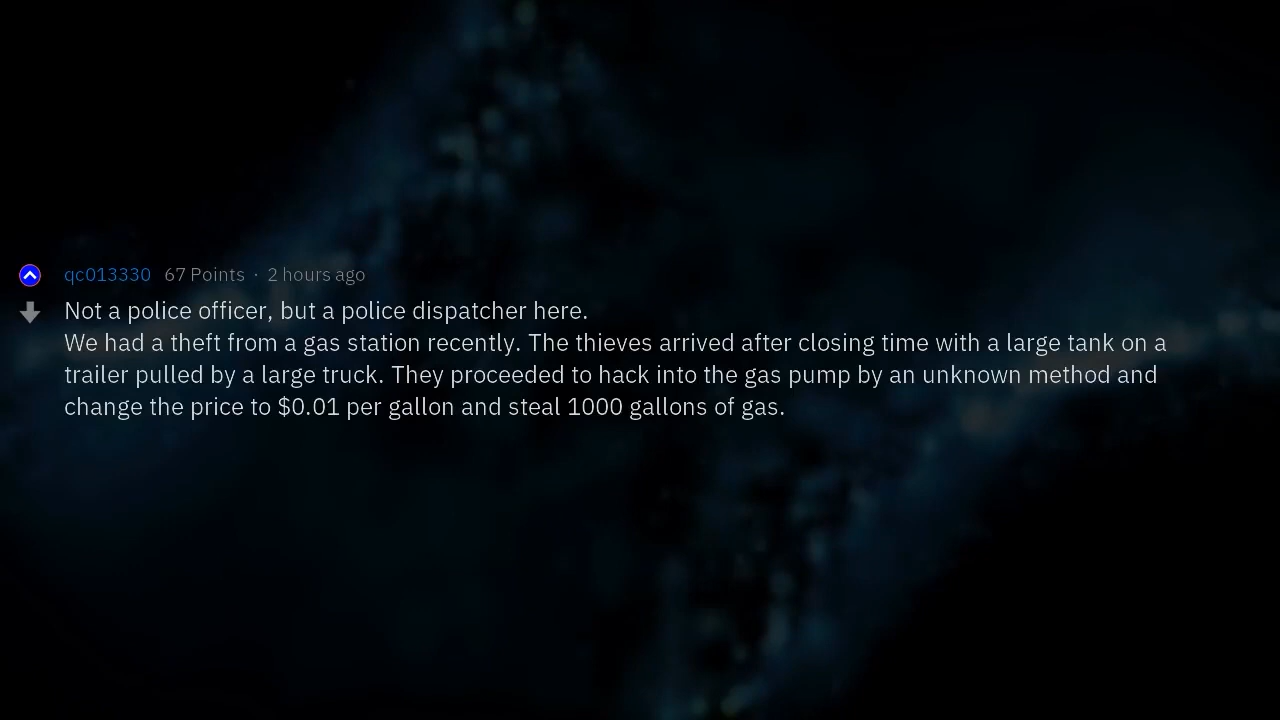 qc013330 67 Points · 2 hours ago
Not a police officer, but a police dispatcher here.
We had a theft from a gas station recently. The thieves arrived after closing time with a large tank on a
trailer pulled by a large truck. They proceeded to hack into the gas pump by an unknown method and
change the price to $0.01 per gallon and steal 1000 gallons of gas.